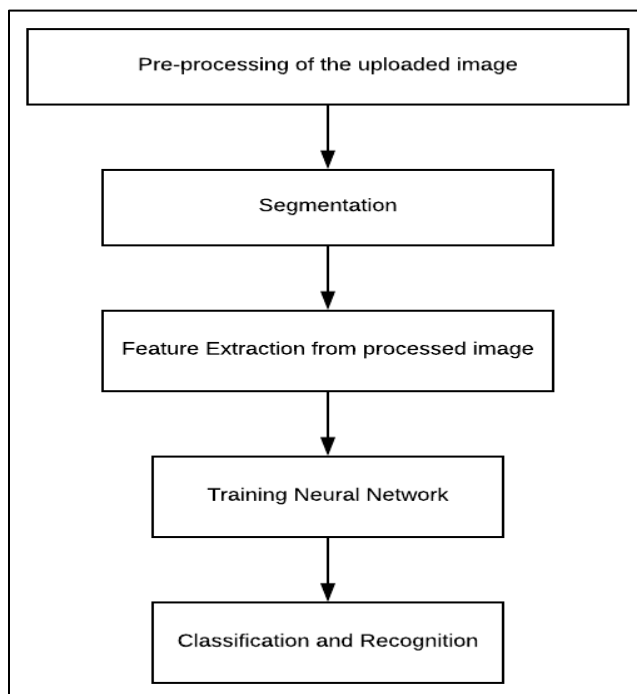 Pre-processing of the uploaded image
Segmentation
Feature Extraction from processed image
Training Neural Network
Classification and Recognition